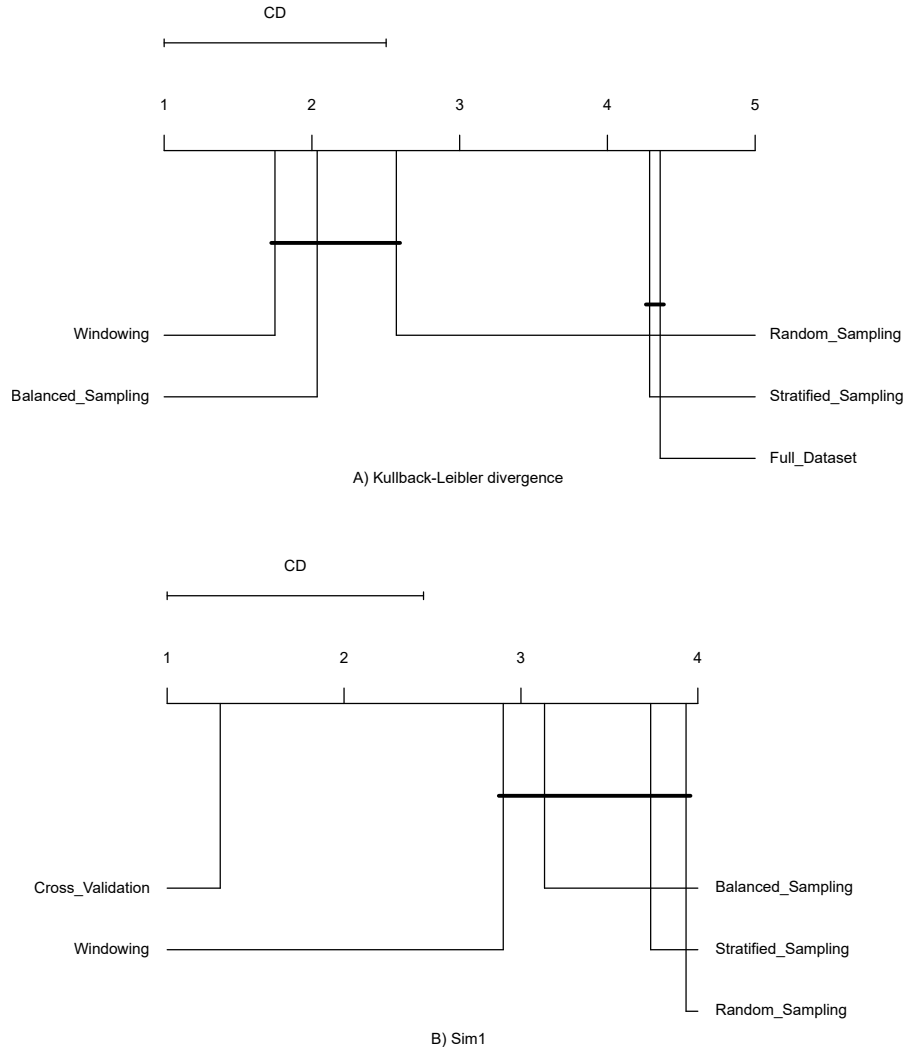 CD
1 2 3 4 5
Windowing Random_Sampling
Balanced_Sampling Stratified_Sampling
Full_Dataset
A) Kullback-Leibler divergence
CD
1 2 3 4
Cross_Validation Balanced_Sampling
Windowing Stratified_Sampling
Random_Sampling
B) Sim1